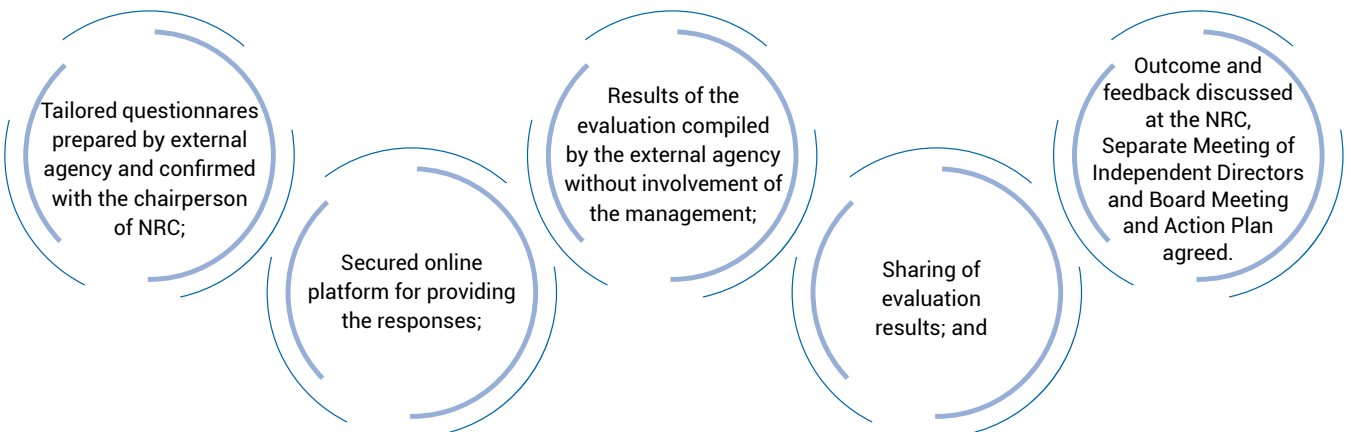 Tailored questionnares
prepared by external
agency and confirmed
with the chairperson
of NRC;
Secured online
platform for providing
the responses;
Results of the
evaluation compiled
by the external agency
without involvement of
the management;
Sharing of
evaluation
results; and
Outcome and
feedback discussed
at the NRC,
Separate Meeting of
Independent Directors
and Board Meeting
and Action Plan
agreed.